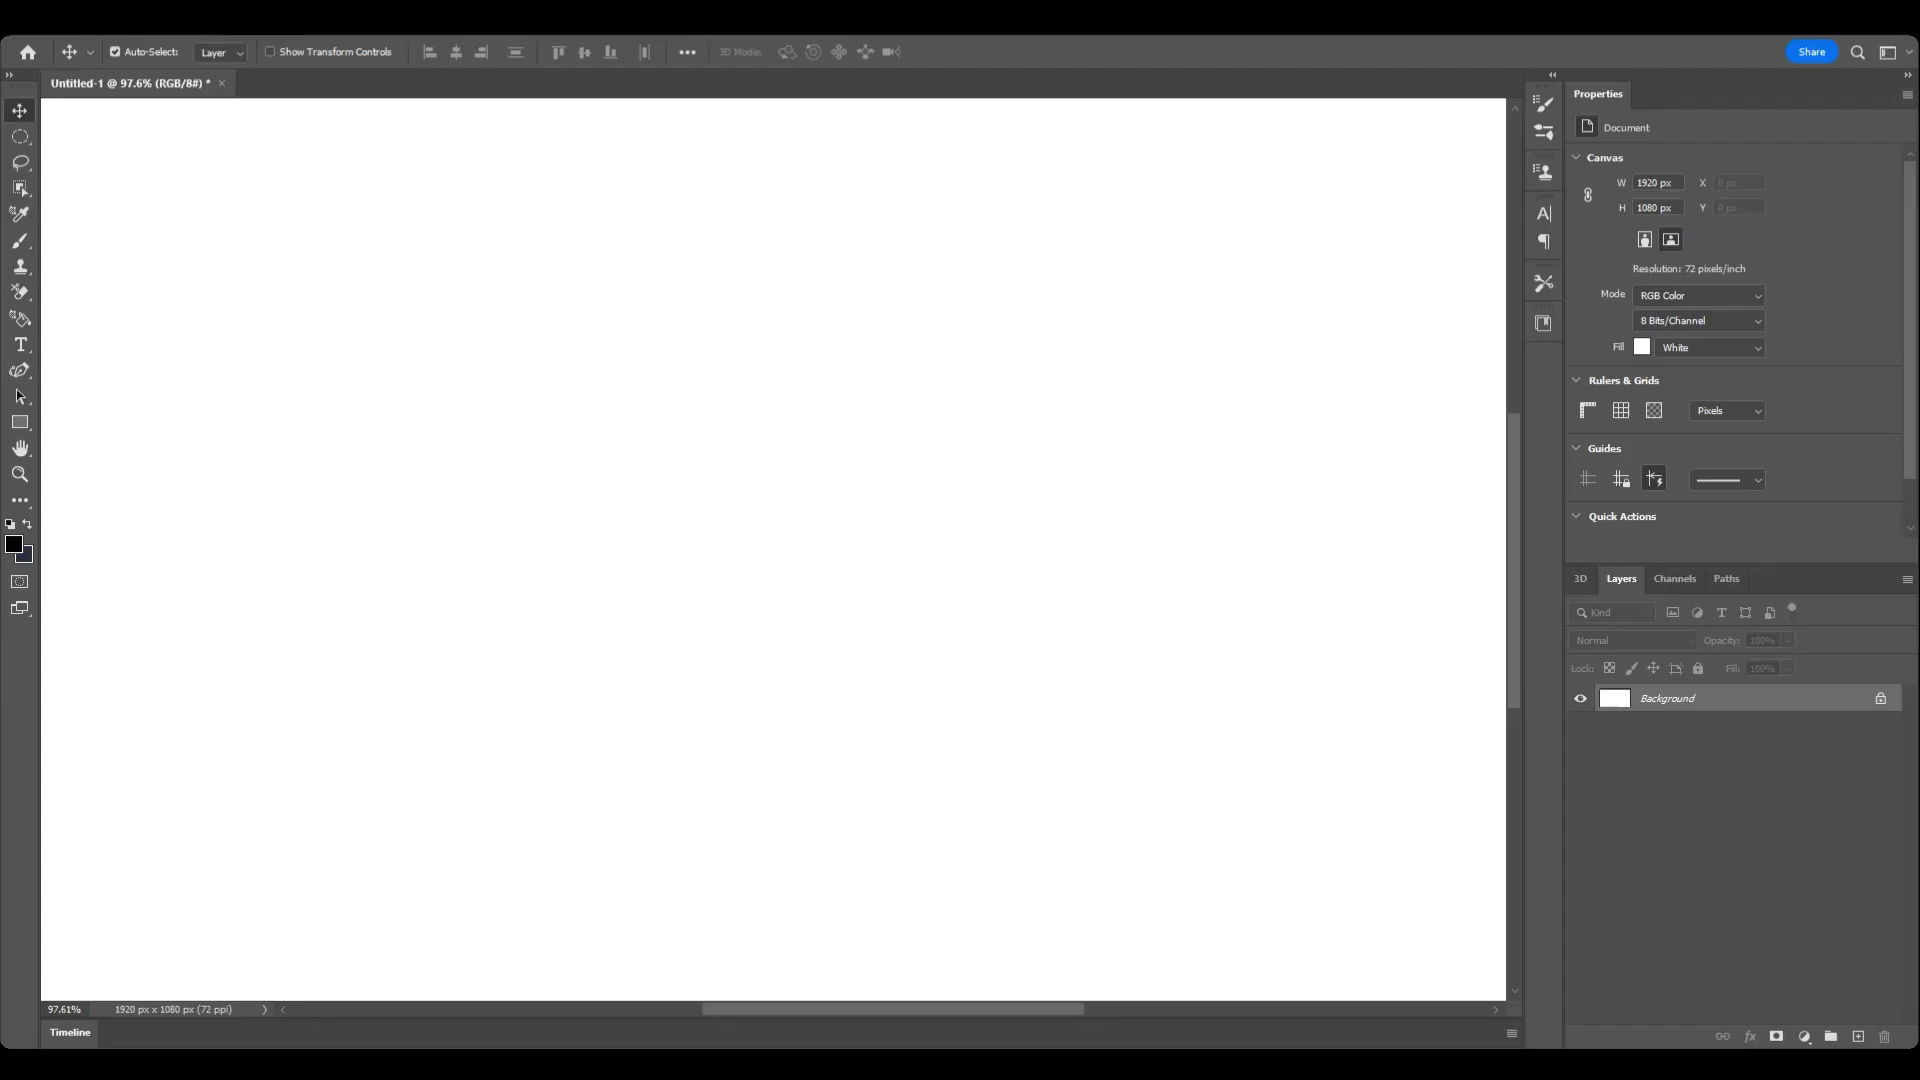 Auto-Select: Layer Show Transform Controls 3D Mode: Share
Untitled-1 @ 97.6% (RGB/8#) * ×
Properties
Document
Canvas
W 1920 px X 0 px
H 1080 px Y 0 px
Resolution: 72 pixels/inch
Mode RGB Color
8 Bits/Channel
Fill White
Rulers & Grids
Pixels
Guides
Quick Actions
3D Layers Channels Paths
Kind
Normal Opacity: 100%
Lock: Fill: 100%
Background
fx
97.61% 1920 px x 1080 px (72 ppi)
Timeline